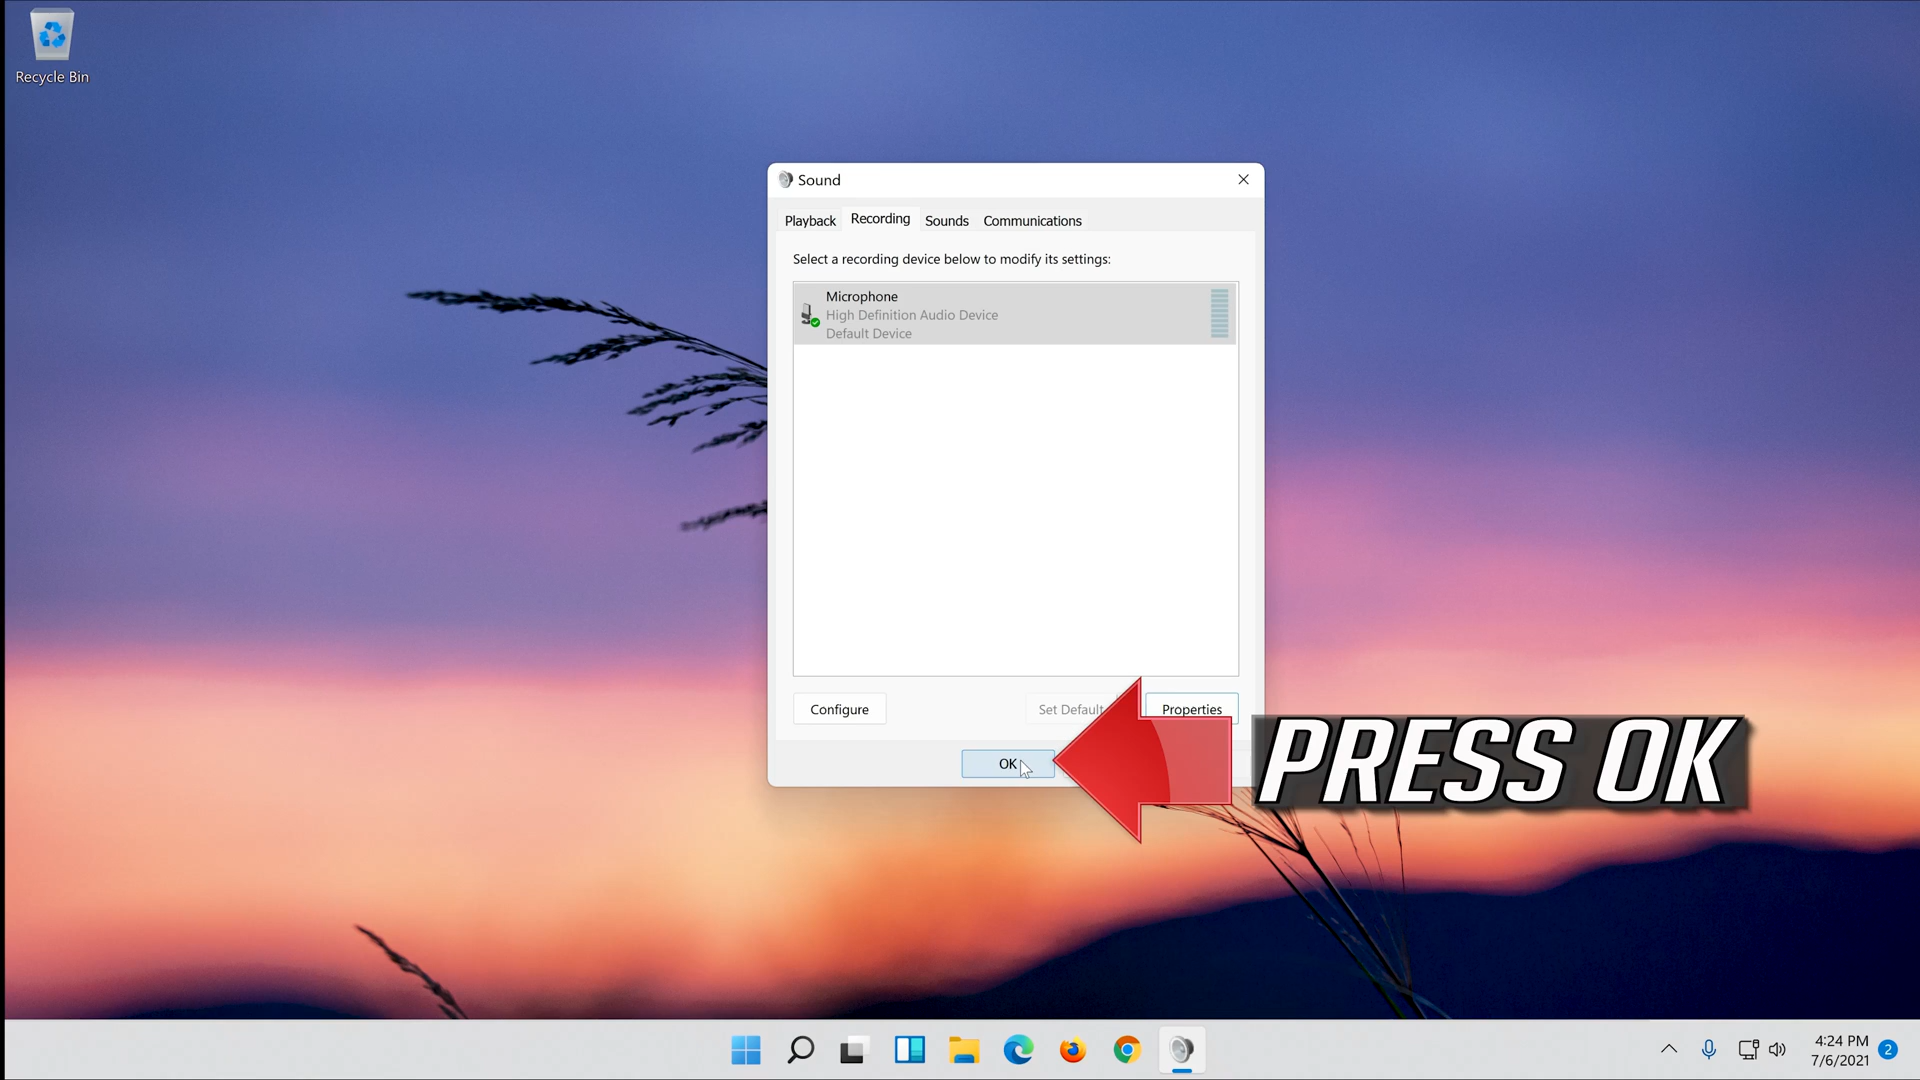 Recycle Bin
Sound
Playback Recording Sounds Communications
Select a recording device below to modify its settings:
Microphone
High Definition Audio Device
Default Device
Configure Set Default Properties
OK
PRESS OK
4:24 PM
7/6/2021
2